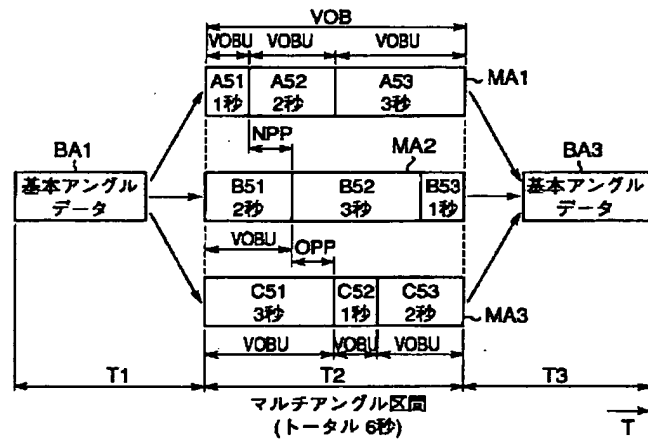 VOB
VOBU VOBU VOBU
A51 A52 A53 MA1
1秒 2秒 3秒
NPP
BA1 MA2 BA3
基本アングル B51 B52 B53 基本アングル
データ 2秒 3秒 1秒 データ
VOBU OPP
C51 C52 C53
3秒 1秒 2秒 MA3
VOBU VOBU VOBU
T1 T2 T3
マルチアングル区間
(トータル 6秒) T